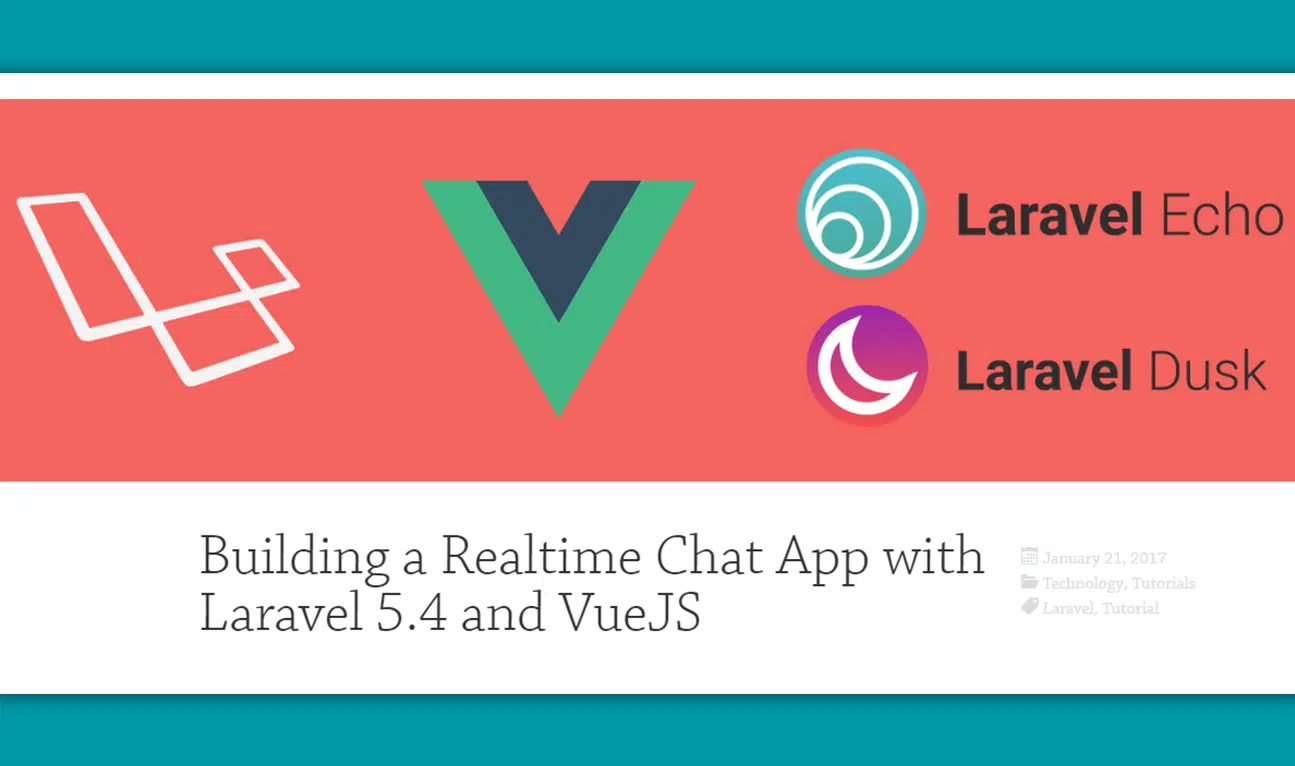 Laravel Echo
Laravel Dusk
Building a Realtime Chat App with
Laravel 5.4 and VueJS
January 21, 2017
Technology, Tutorials
Laravel, Tutorial